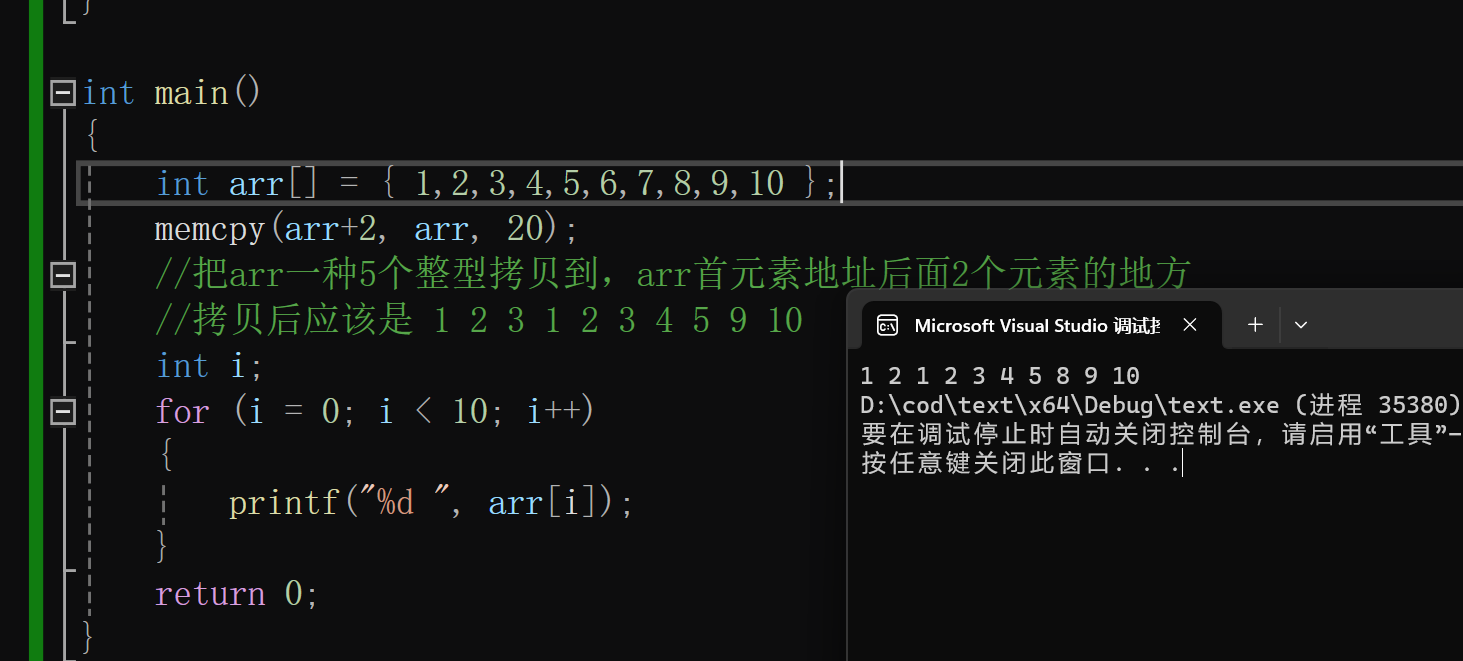 }
int main()
{
int arr[] = { 1,2,3,4,5,6,7,8,9,10 };
memcpy(arr+2, arr, 20);
//把arr一种5个整型拷贝到，arr首元素地址后面2个元素的地方
//拷贝后应该是 1 2 3 1 2 3 4 5 9 10
int i;
for (i = 0; i < 10; i++)
{
printf("%d ", arr[i]);
}
return 0;
}
Microsoft Visual Studio 调试控
1 2 1 2 3 4 5 8 9 10
D:\cod\text\x64\Debug\text.exe (进程 35380)
要在调试停止时自动关闭控制台，请启用“工具”-
按任意键关闭此窗口. . .